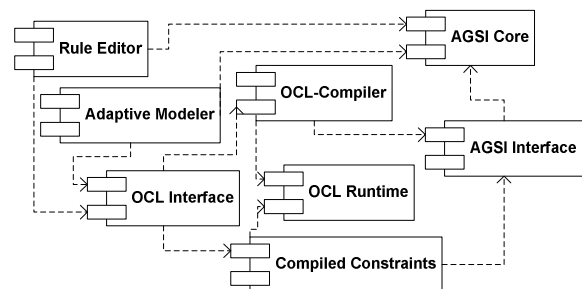 Rule Editor
AGSI Core
Adaptive Modeler
OCL-Compiler
AGSI Interface
OCL Interface
OCL Runtime
Compiled Constraints